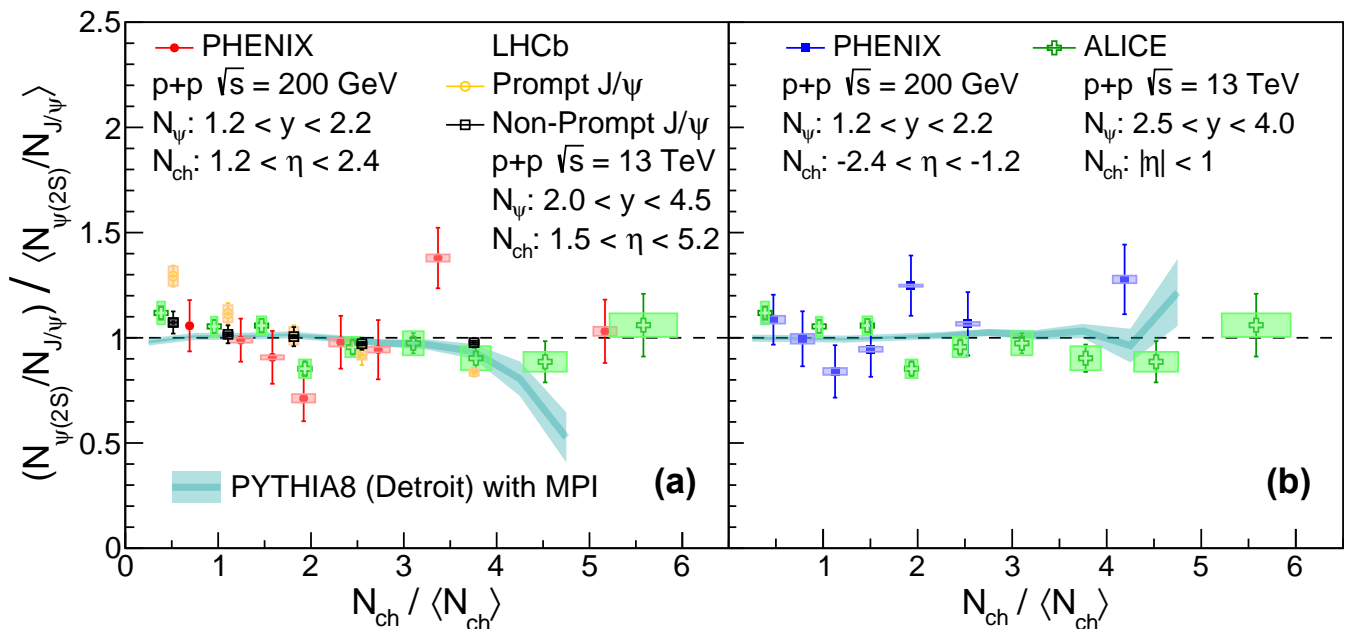 (N_ψ(2S)/N_J/ψ) / ⟨N_ψ(2S)/N_J/ψ⟩
2.5
2
1.5
1
0.5
0
PHENIX
p+p √s = 200 GeV
N_ψ: 1.2 < y < 2.2
N_ch: 1.2 < η < 2.4
LHCb
Prompt J/ψ
Non-Prompt J/ψ
p+p √s = 13 TeV
N_ψ: 2.0 < y < 4.5
N_ch: 1.5 < η < 5.2
PYTHIA8 (Detroit) with MPI
(a)
0 1 2 3 4 5 6
N_ch / ⟨N_ch⟩
PHENIX
p+p √s = 200 GeV
N_ψ: 1.2 < y < 2.2
N_ch: -2.4 < η < -1.2
ALICE
p+p √s = 13 TeV
N_ψ: 2.5 < y < 4.0
N_ch: |η| < 1
(b)
1 2 3 4 5 6
N_ch / ⟨N_ch⟩